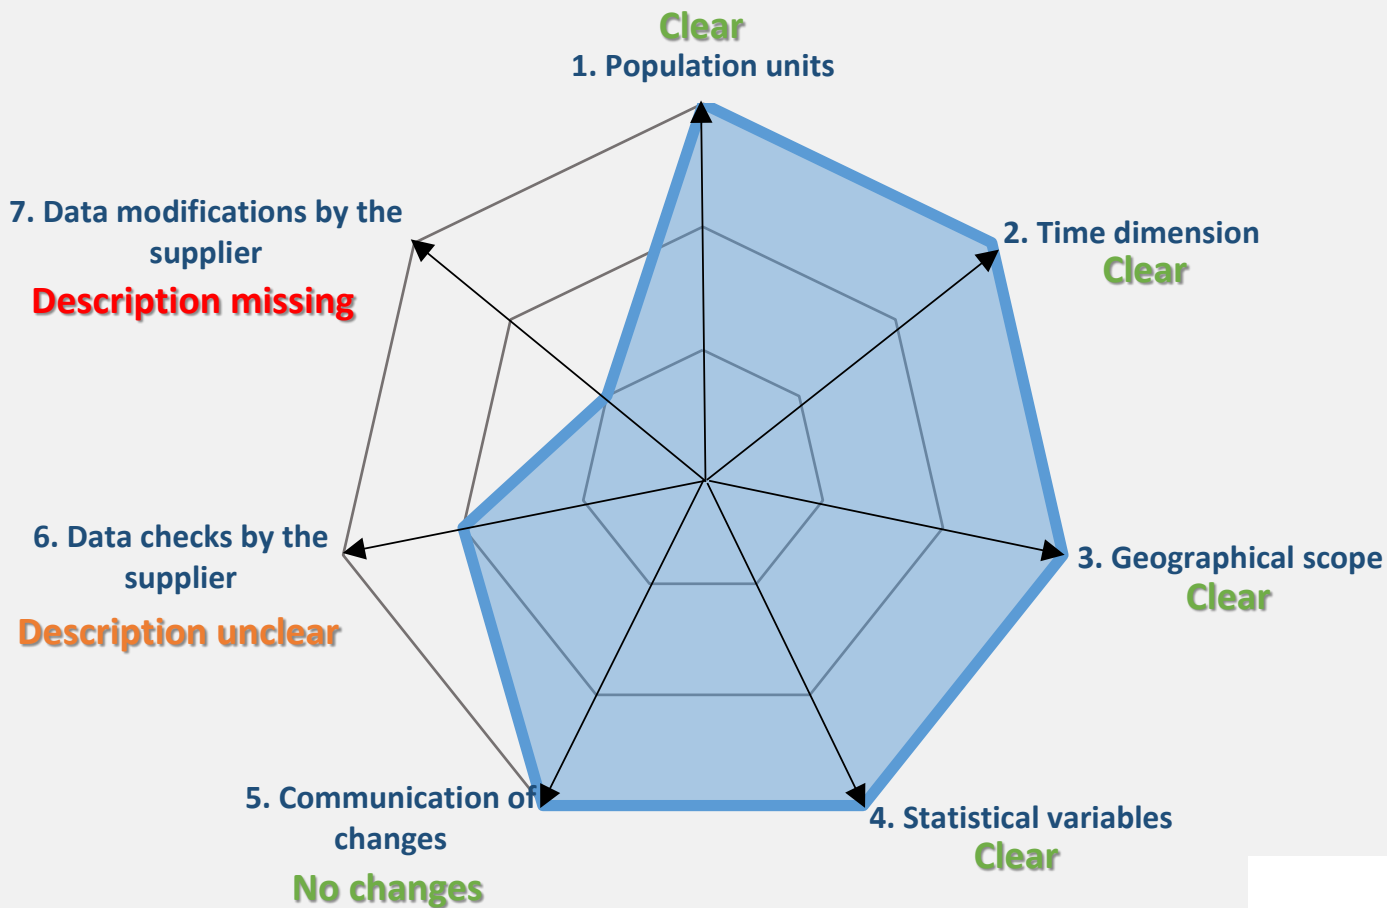 Clear
1. Population units
2. Time dimension
Clear
3. Geographical scope
Clear
4. Statistical variables
Clear
5. Communication of
changes
No changes
6. Data checks by the
supplier
Description unclear
7. Data modifications by the
supplier
Description missing